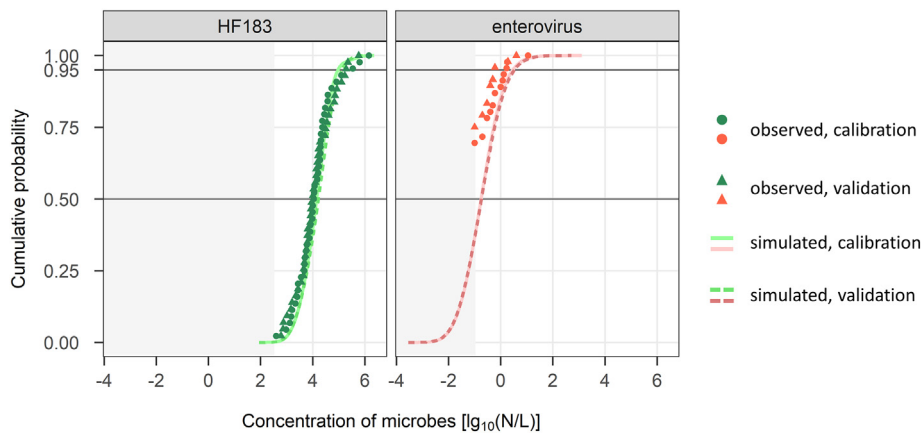 HF183
enterovirus
1.00
0.95
0.75
0.50
0.25
0.00
Cumulative probability
-4 -2 0 2 4 6
-4 -2 0 2 4 6
Concentration of microbes [lg₁₀(N/L)]
observed, calibration
observed, validation
simulated, calibration
simulated, validation